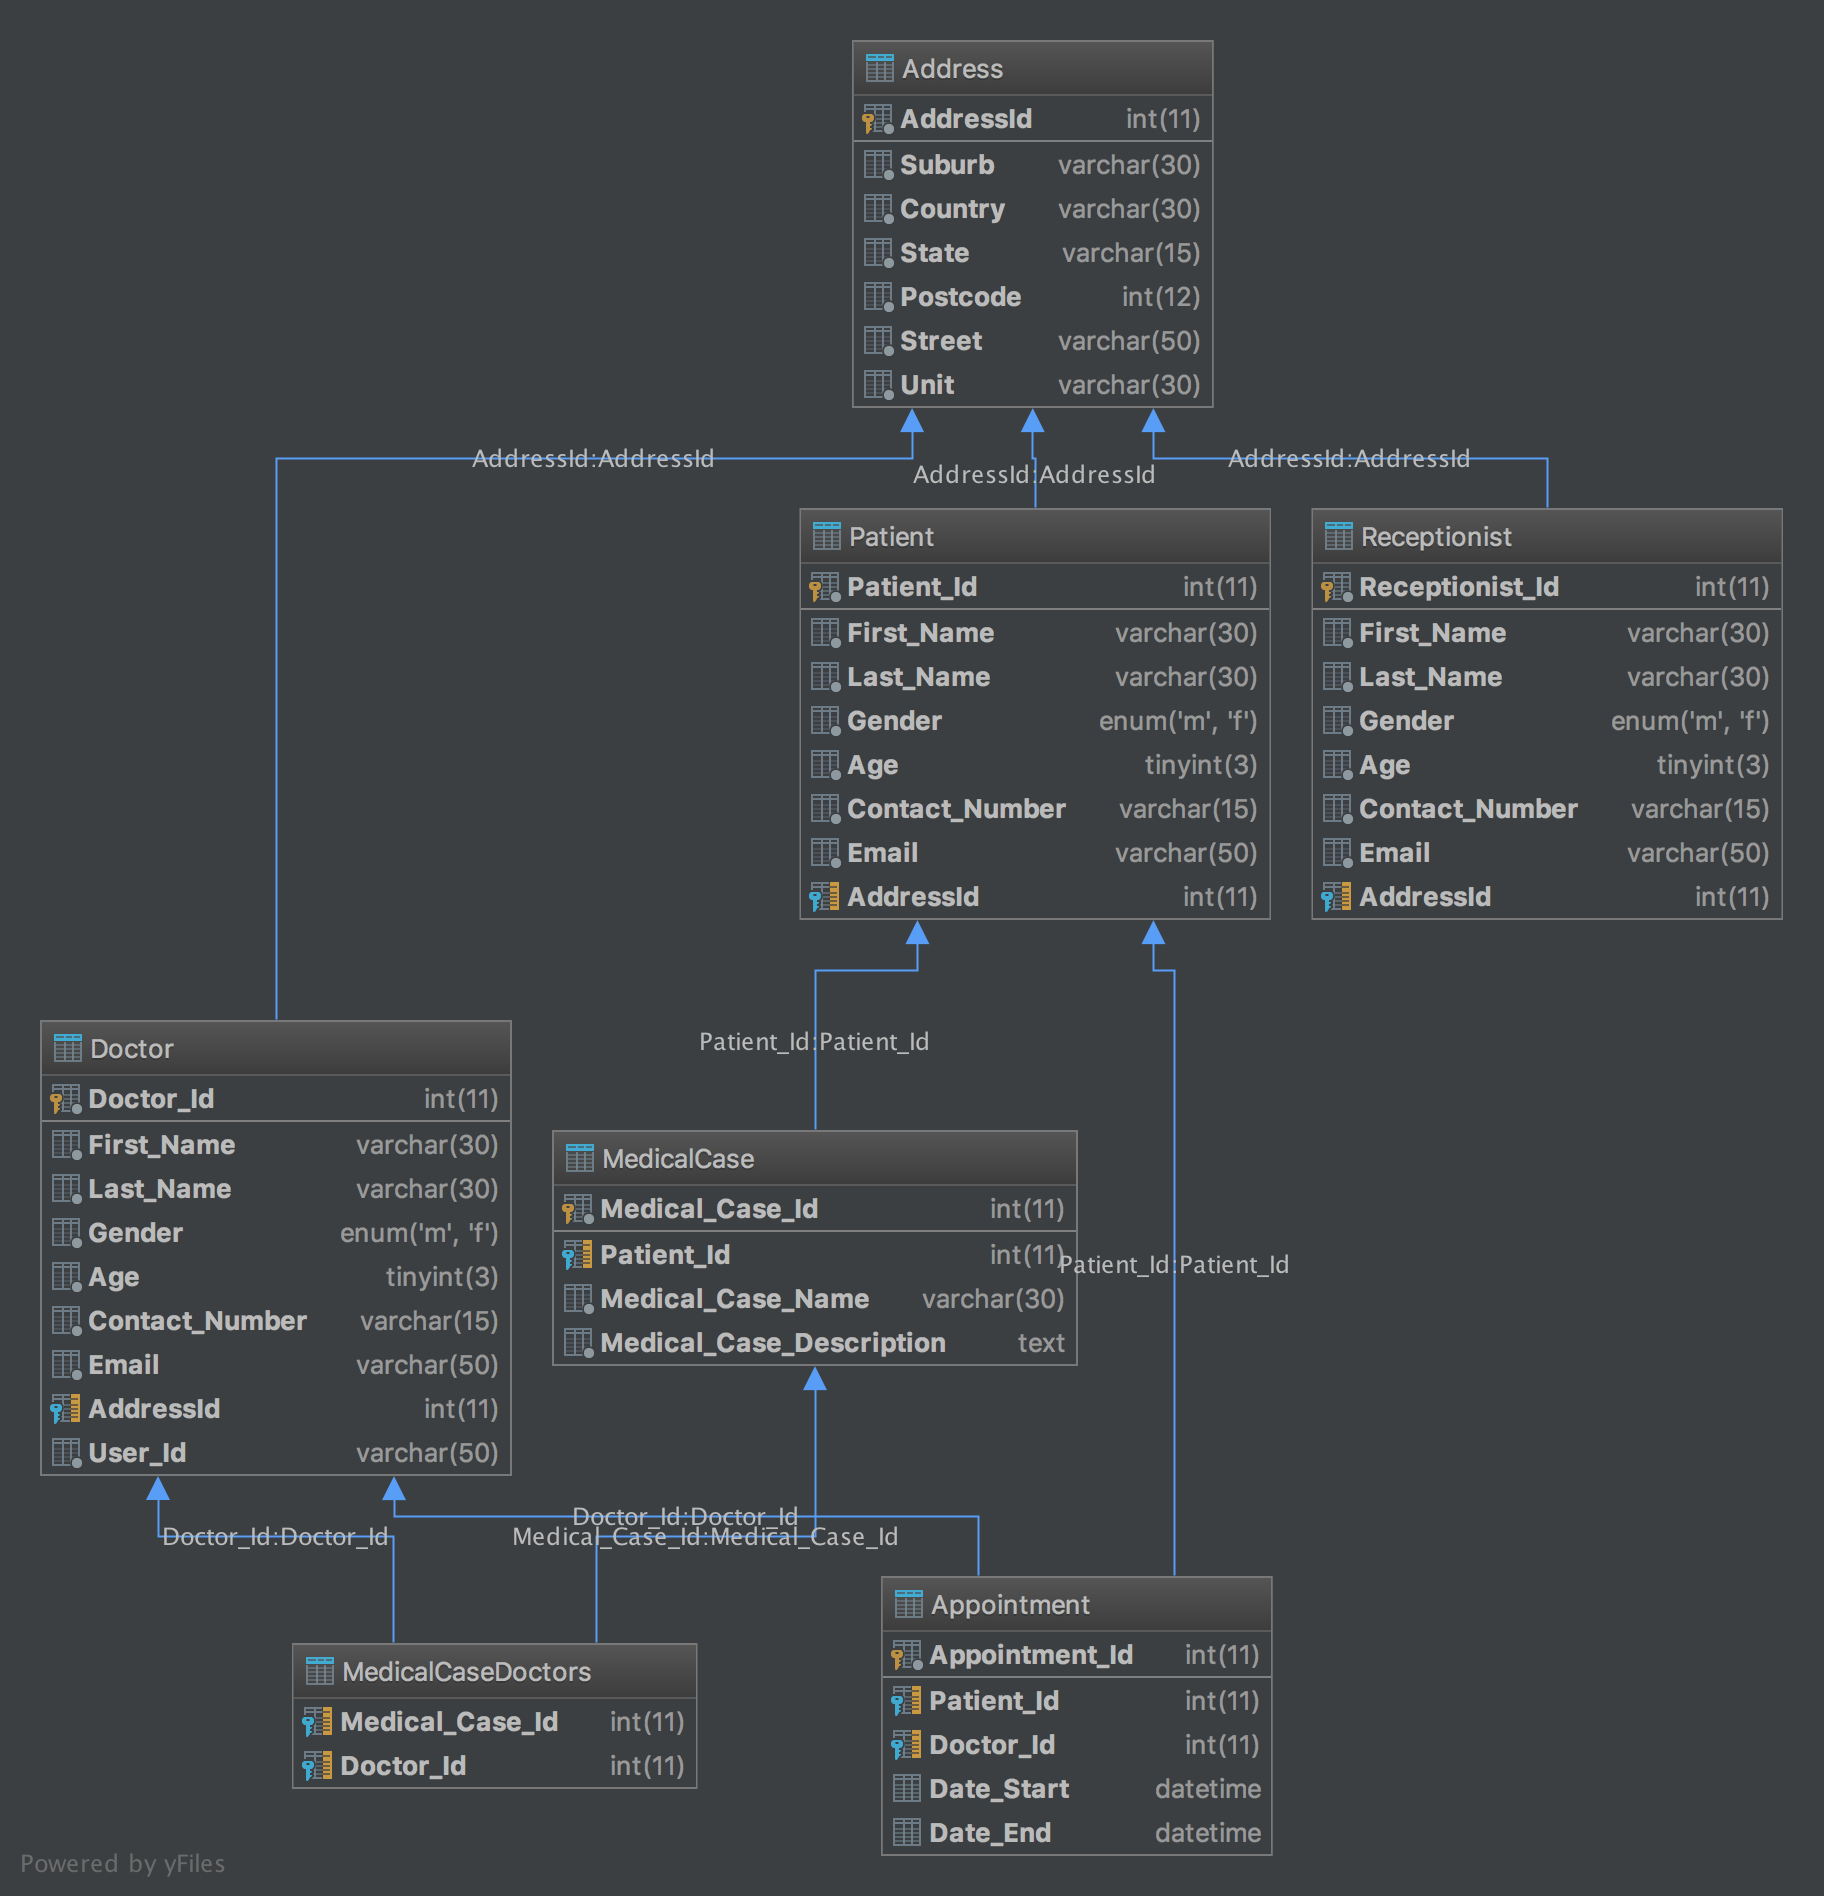 Address
AddressId int(11)
Suburb varchar(30)
Country varchar(30)
State varchar(15)
Postcode int(12)
Street varchar(50)
Unit varchar(30)
AddressId:AddressId
AddressId:AddressId
AddressId:AddressId
Patient
Patient_Id int(11)
First_Name varchar(30)
Last_Name varchar(30)
Gender enum('m', 'f')
Age tinyint(3)
Contact_Number varchar(15)
Email varchar(50)
AddressId int(11)
Receptionist
Receptionist_Id int(11)
First_Name varchar(30)
Last_Name varchar(30)
Gender enum('m', 'f')
Age tinyint(3)
Contact_Number varchar(15)
Email varchar(50)
AddressId int(11)
Patient_Id:Patient_Id
Doctor
Doctor_Id int(11)
First_Name varchar(30)
Last_Name varchar(30)
Gender enum('m', 'f')
Age tinyint(3)
Contact_Number varchar(15)
Email varchar(50)
AddressId int(11)
User_Id varchar(50)
MedicalCase
Medical_Case_Id int(11)
Patient_Id int(11)
Medical_Case_Name varchar(30)
Medical_Case_Description text
Patient_Id:Patient_Id
Doctor_Id:Doctor_Id
Doctor_Id:Doctor_Id
Medical_Case_Id:Medical_Case_Id
MedicalCaseDoctors
Medical_Case_Id int(11)
Doctor_Id int(11)
Appointment
Appointment_Id int(11)
Patient_Id int(11)
Doctor_Id int(11)
Date_Start datetime
Date_End datetime
Powered by yFiles